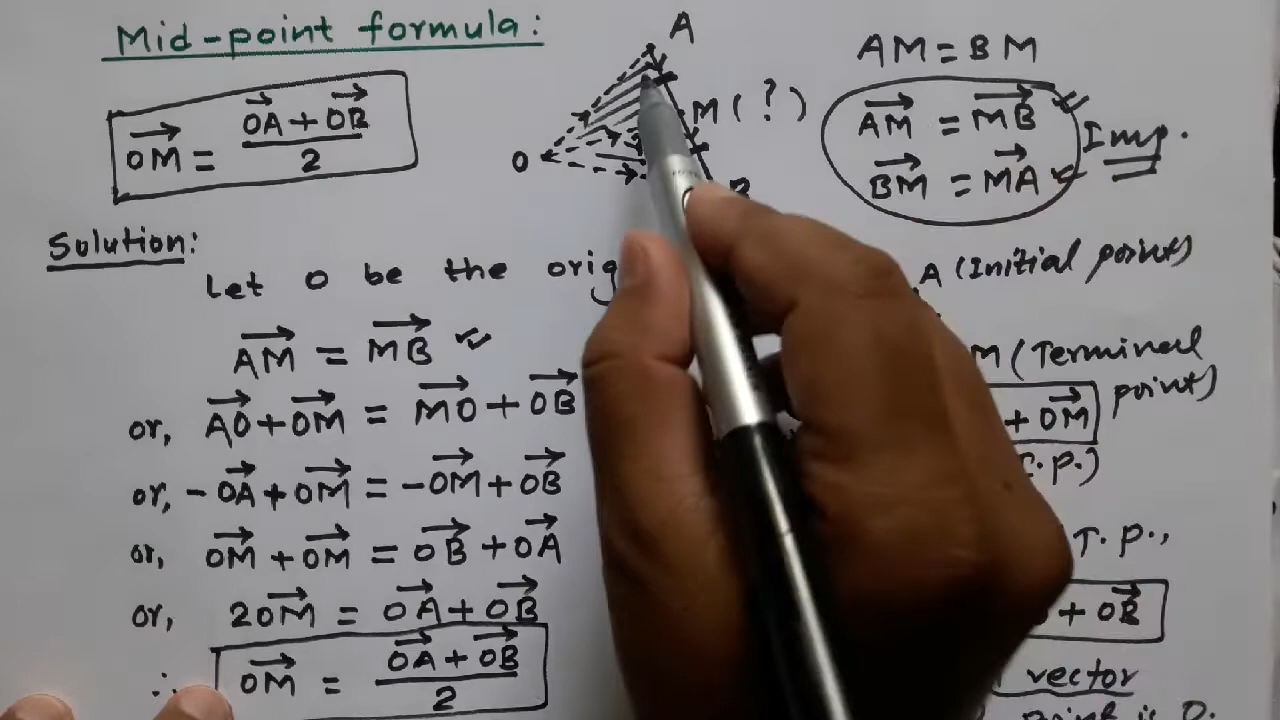 Mid-point formula:
OM→ = (OA→ + OB→)/2
A
M (?)
O
B
AM = BM
AM→ = MB→
BM→ = MA→
Imp.
Solution:
Let O be the
AM→ = MB→
or, AO→ + OM→ = MO→ + OB→
or, -OA→ + OM→ = -OM→ + OB→
or, OM→ + OM→ = OB→ + OA→
or, 2OM→ = OA→ + OB→
∴ OM→ = (OA→ + OB→)/2
A (Initial point)
M (Terminal
point)
+ OM→
T.P.,
+ OB→
vector
point is O.